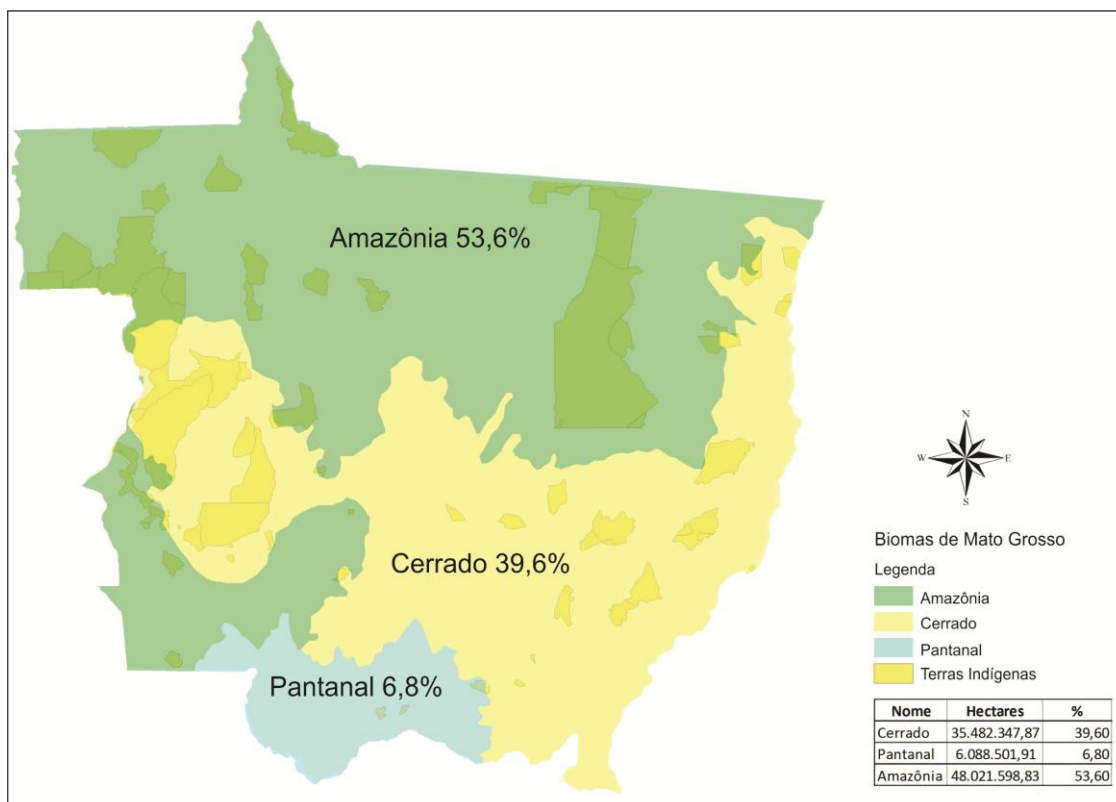 Amazônia 53,6%
Cerrado 39,6%
Pantanal 6,8%
N
W
E
S
Biomas de Mato Grosso
Legenda
Amazônia
Cerrado
Pantanal
Terras Indígenas
Nome Hectares %
Cerrado 35.482.347,87 39,60
Pantanal 6.088.501,91 6,80
Amazônia 48.021.598,83 53,60